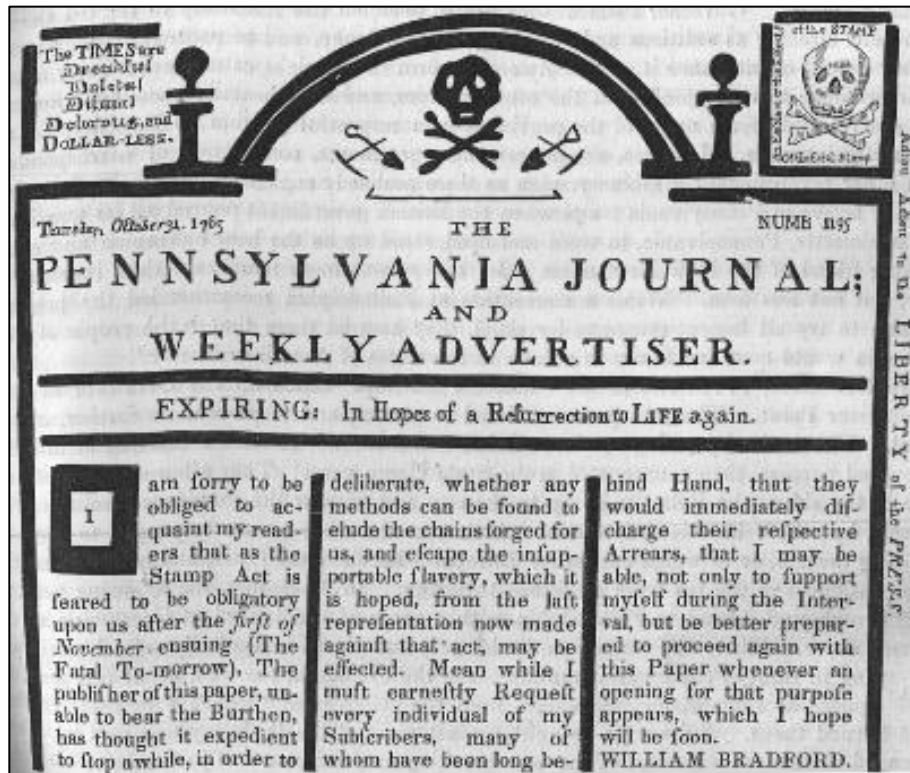 The TIMES are
Dreadful
Doleful
Dismal
Dolorous, and
DOLLAR-LESS.
of the STAMP
Thursday, October 31. 1765
THE
NUMB. 1195
PENNSYLVANIA JOURNAL;
AND
WEEKLY ADVERTISER.
EXPIRING: In Hopes of a Resurrection to LIFE again.
I am ſorry to be
obliged to ac-
quaint my read-
ers that as the
Stamp Act is
feared to be obligatory
upon us after the firſt of
November ensuing (The
Fatal To-morrow), The
publiſher of this paper, un-
able to bear the Burthen,
has thought it expedient
to ſtop awhile, in order to
deliberate, whether any
methods can be found to
elude the chains forged for
us, and eſcape the inſup-
portable ſlavery, which it
is hoped, from the laſt
repreſentation now made
againſt that act, may be
effected. Mean while I
muſt earneſtly Requeſt
every individual of my
Subſcribers, many of
whom have been long be-
hind Hand, that they
would immediately diſ-
charge their reſpective
Arrears, that I may be
able, not only to ſupport
myſelf during the Inter-
val, but be better prepar-
ed to proceed again with
this Paper whenever an
opening for that purpoſe
appears, which I hope
will be ſoon.
WILLIAM BRADFORD.
Adieu Adieu to the LIBERTY of the PRESS